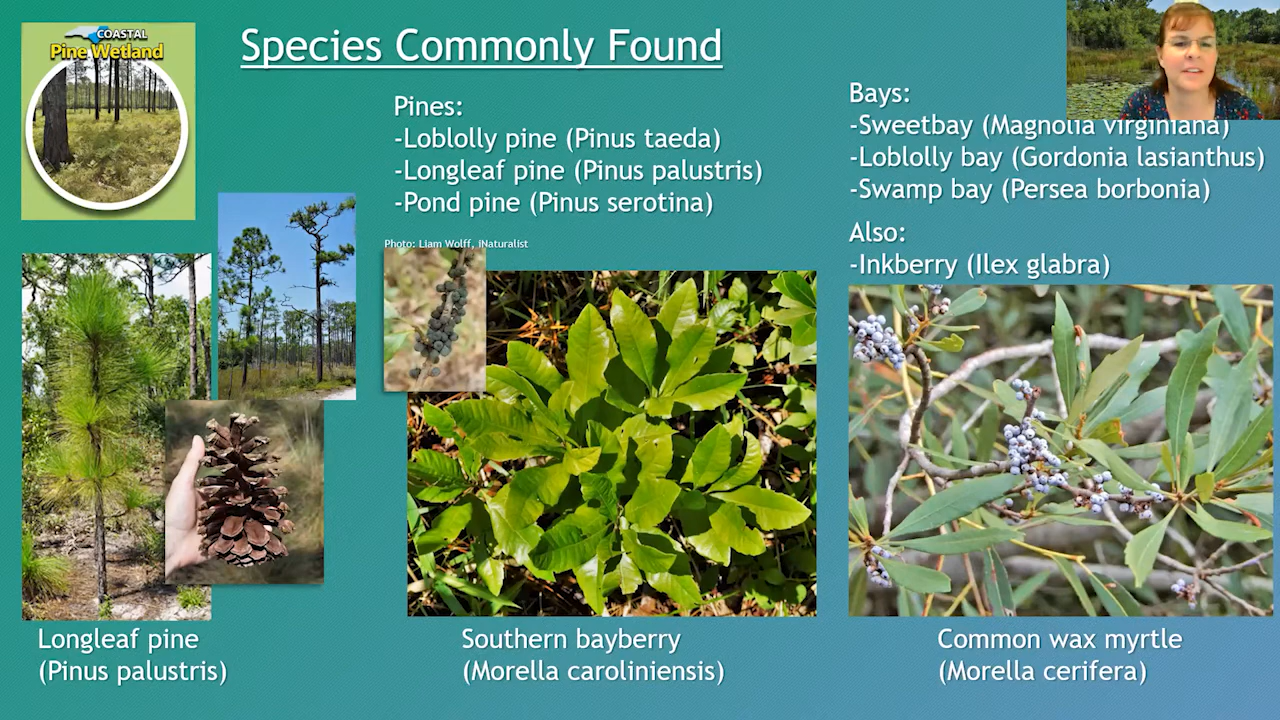 COASTAL
Pine Wetland
Species Commonly Found
Pines:
-Loblolly pine (Pinus taeda)
-Longleaf pine (Pinus palustris)
-Pond pine (Pinus serotina)
Bays:
-Sweetbay (Magnolia virginiana)
-Loblolly bay (Gordonia lasianthus)
-Swamp bay (Persea borbonia)
Also:
-Inkberry (Ilex glabra)
Photo: Liam Wolff, iNaturalist
Longleaf pine
(Pinus palustris)
Southern bayberry
(Morella caroliniensis)
Common wax myrtle
(Morella cerifera)